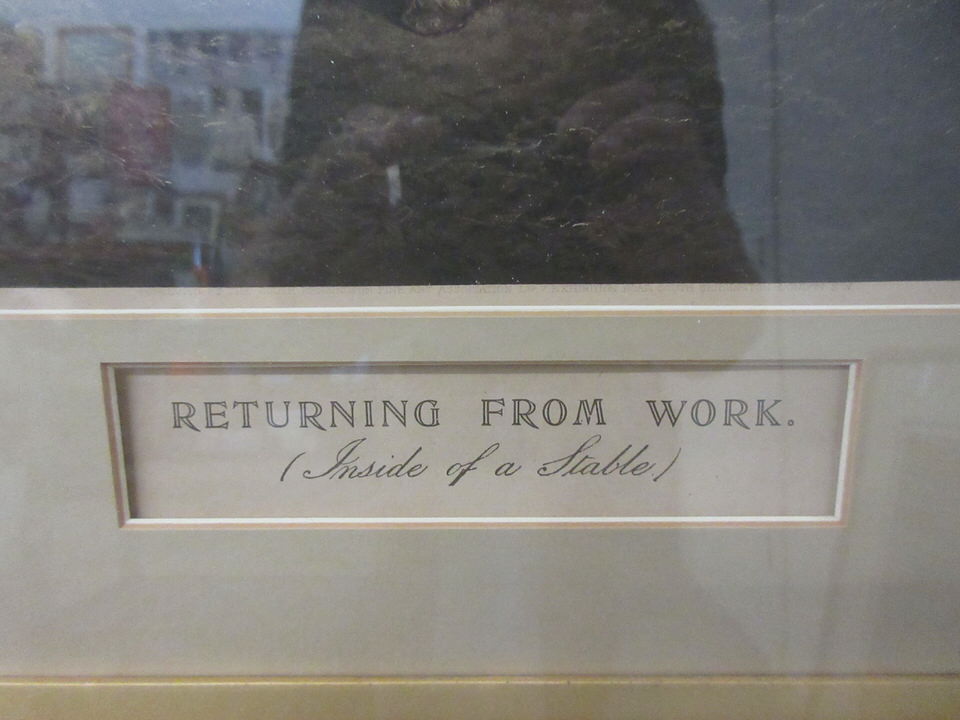 RETURNING FROM WORK.
(Inside of a Stable.)